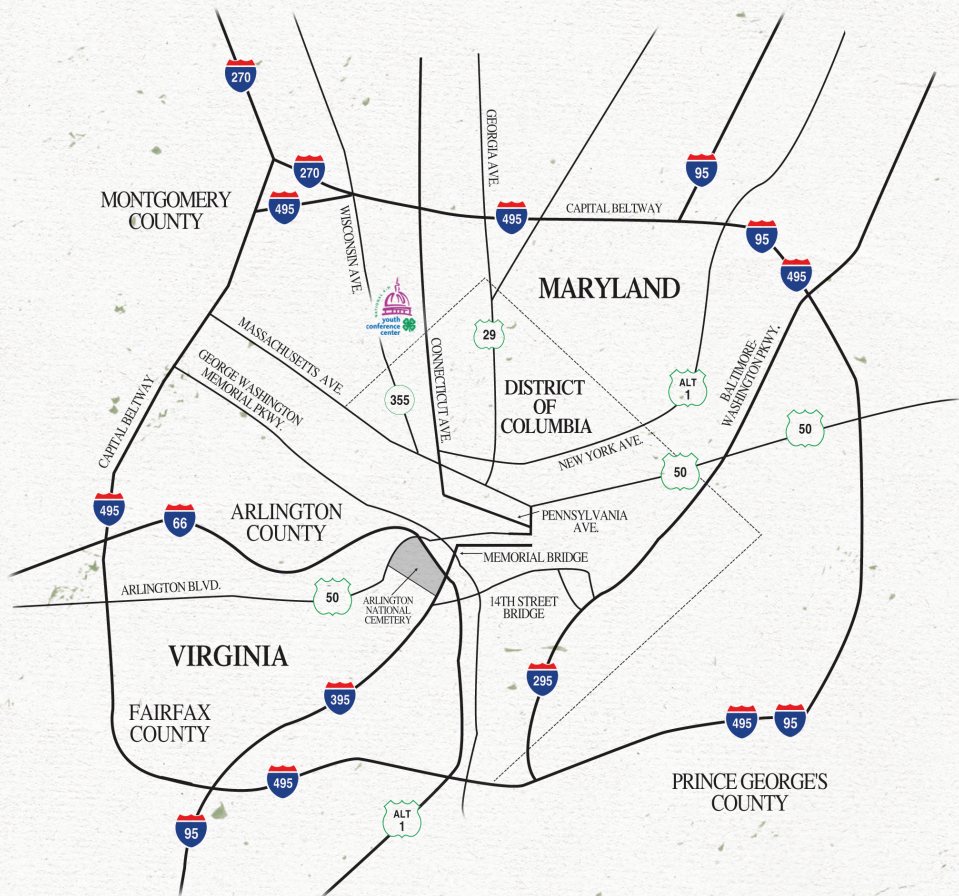 270
270
495
MONTGOMERY
COUNTY
WISCONSIN AVE.
GEORGIA AVE.
495
CAPITAL BELTWAY
95
95
495
NATIONAL 4-H
youth
conference
center
MARYLAND
29
355
CONNECTICUT AVE.
DISTRICT
OF
COLUMBIA
ALT
1
BALTIMORE-
WASHINGTON PKWY.
MASSACHUSETTS AVE.
GEORGE WASHINGTON
MEMORIAL PKWY.
CAPITAL BELTWAY
NEW YORK AVE.
50
50
495
66
ARLINGTON
COUNTY
PENNSYLVANIA
AVE.
MEMORIAL BRIDGE
ARLINGTON BLVD.
50
ARLINGTON
NATIONAL
CEMETERY
14TH STREET
BRIDGE
VIRGINIA
395
295
FAIRFAX
COUNTY
495
495
95
PRINCE GEORGE'S
COUNTY
ALT
1
95